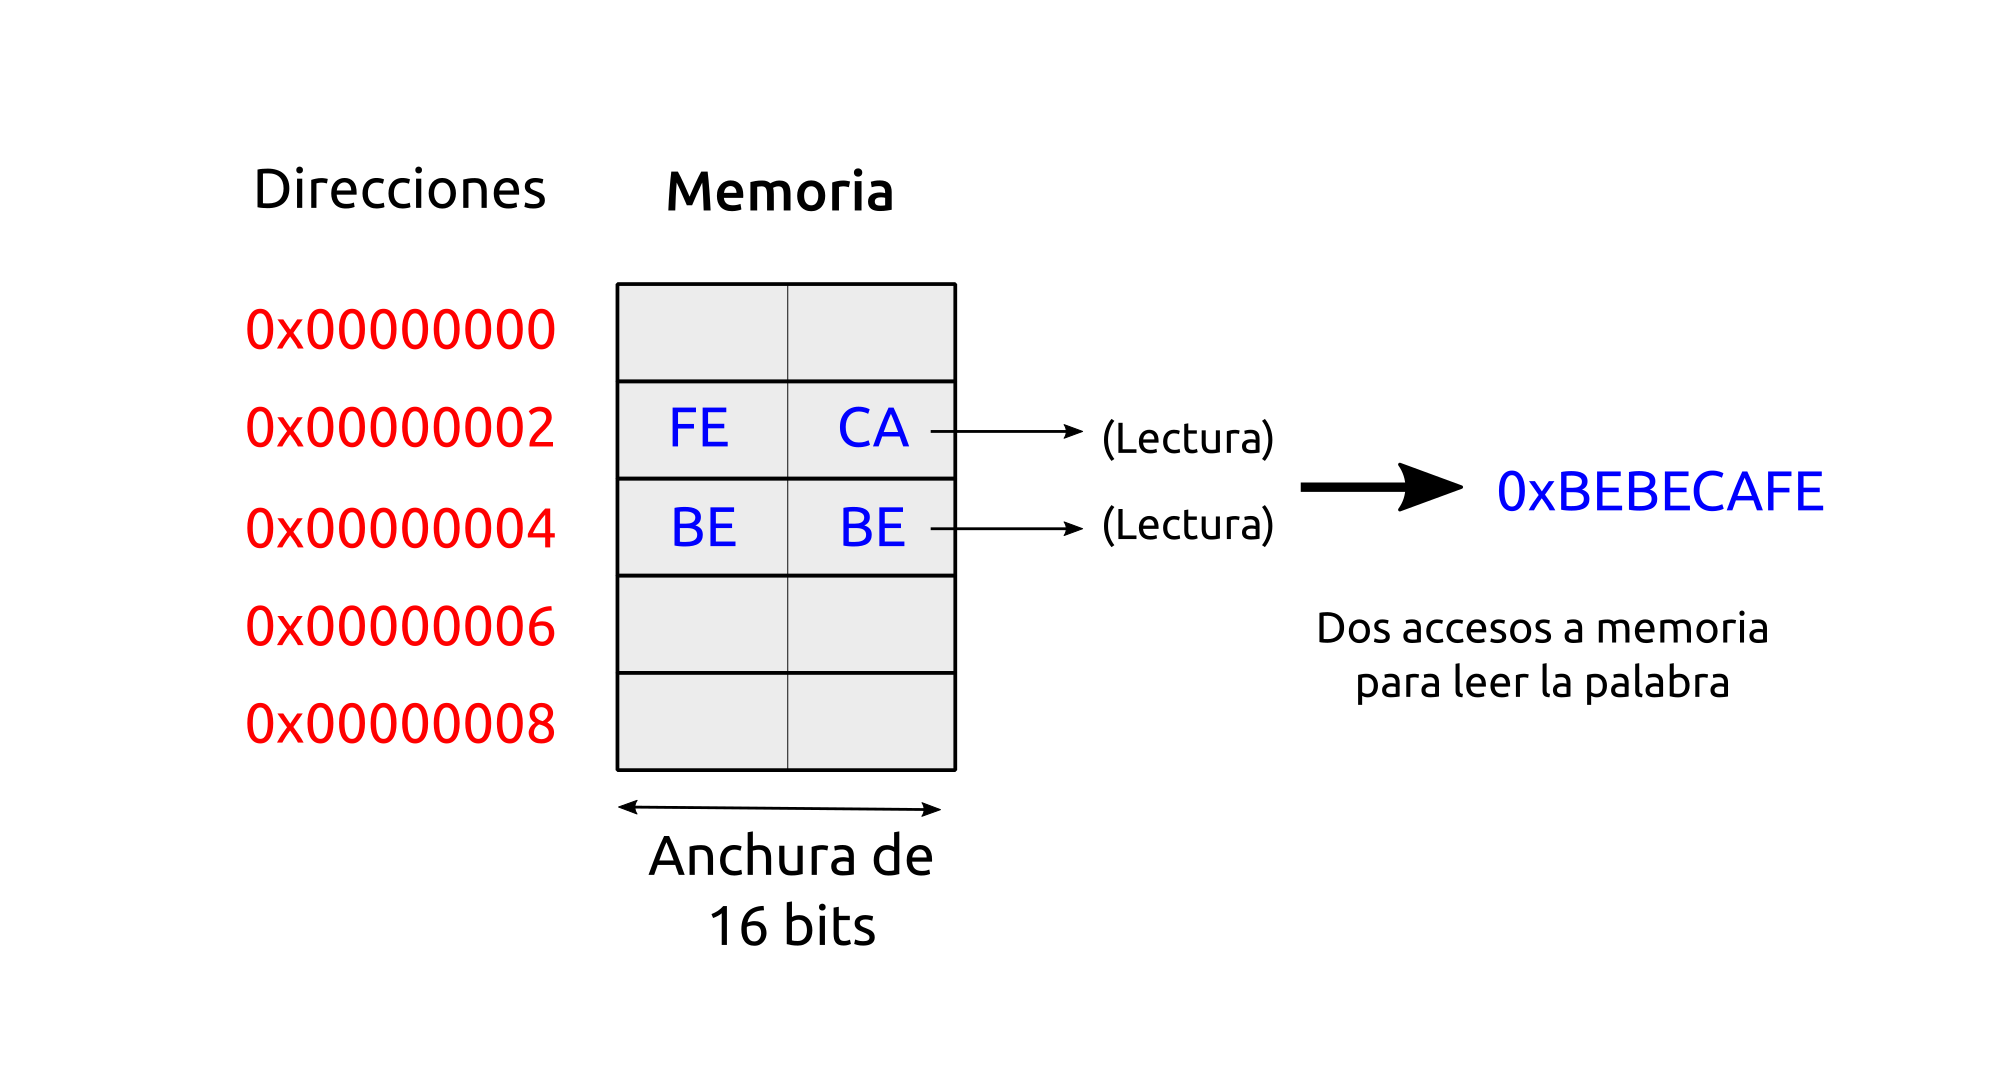 Direcciones Memoria
0x00000000
0x00000002 FE CA (Lectura)
0x00000004 BE BE (Lectura)
0xBEBECAFE
0x00000006
0x00000008
Dos accesos a memoria
para leer la palabra
Anchura de
16 bits